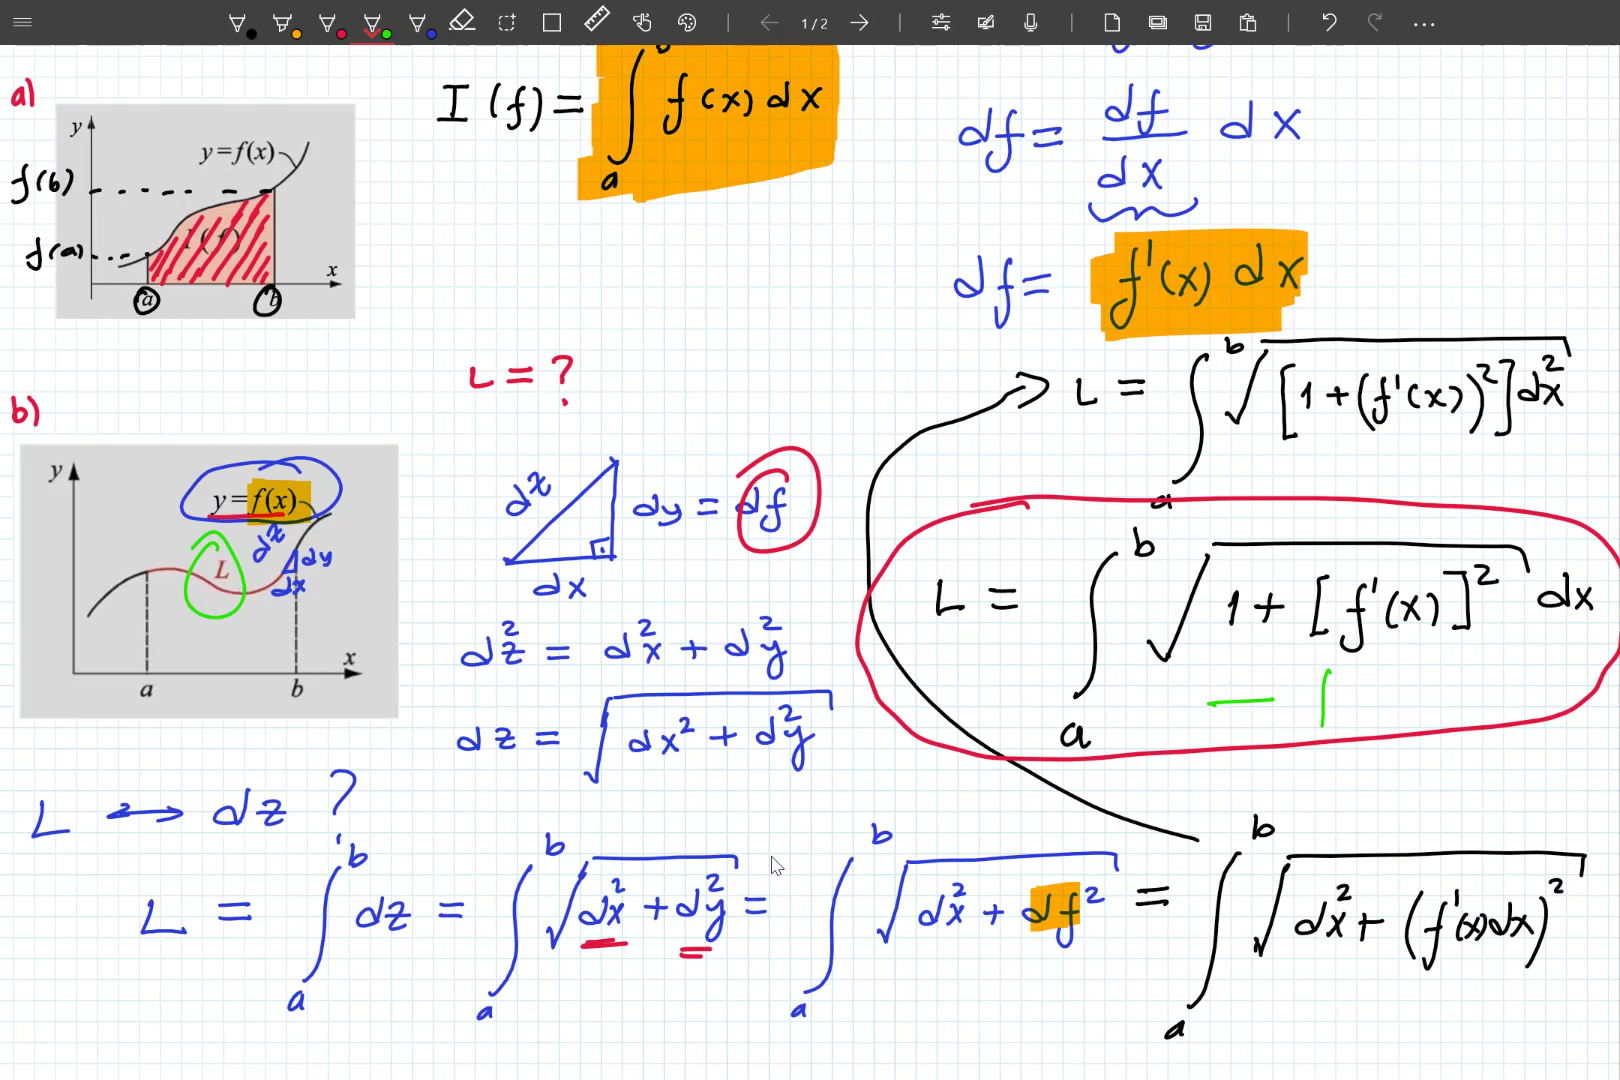 1/2
a)
y
y=f(x)
f(b)
f(a)
x
a
b
I(f) = ∫ₐᵇ f(x) dx
df = df/dx dx
df = f'(x) dx
L = ?
b)
y
y=f(x)
dz
dy
dx
L
a
b
x
dz
dy = df
dx
dz² = dx² + dy²
dz = √(dx² + dy²)
L = ∫ₐᵇ √([1+(f'(x))²]dx²)
L = ∫ₐᵇ √(1 + [f'(x)]²) dx
L ↔ dz ?
L = ∫ₐᵇ dz = ∫ₐᵇ √(dx² + dy²) = ∫ₐᵇ √(dx² + df²) = ∫ₐᵇ √(dx² + (f'(x)dx)²)